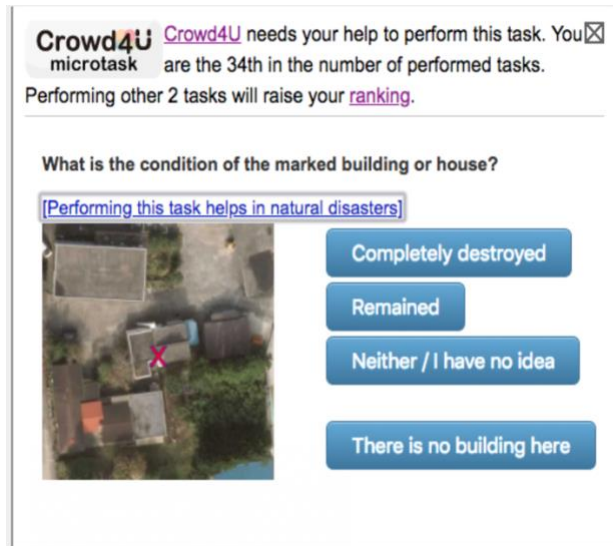 Crowd4U Crowd4U needs your help to perform this task. You
microtask are the 34th in the number of performed tasks.
Performing other 2 tasks will raise your ranking.
What is the condition of the marked building or house?
[Performing this task helps in natural disasters]
Completely destroyed
Remained
Neither / I have no idea
There is no building here